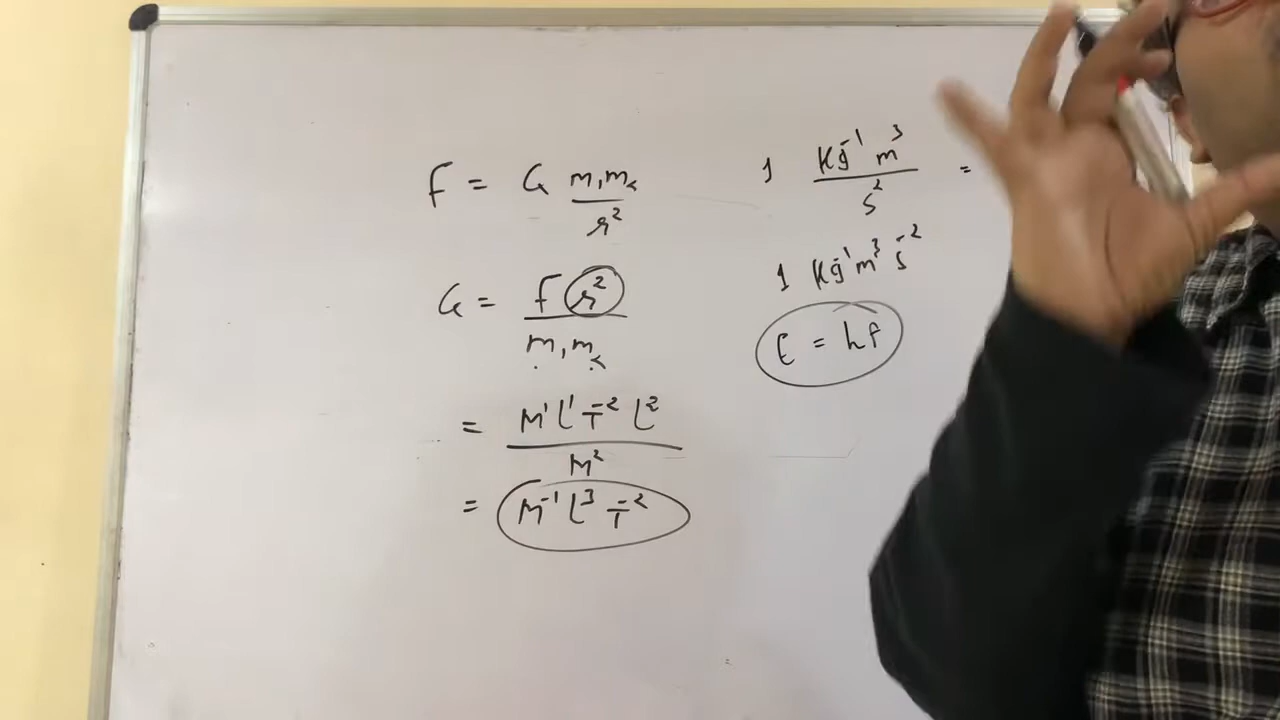 F = G m₁m₂ / r²
G = F r² / m₁m₂
= M¹ L¹ T⁻² L² / M²
= M⁻¹ L³ T⁻²
1 Kg⁻¹ m³ / s² =
1 Kg⁻¹ m³ s⁻²
E = hf